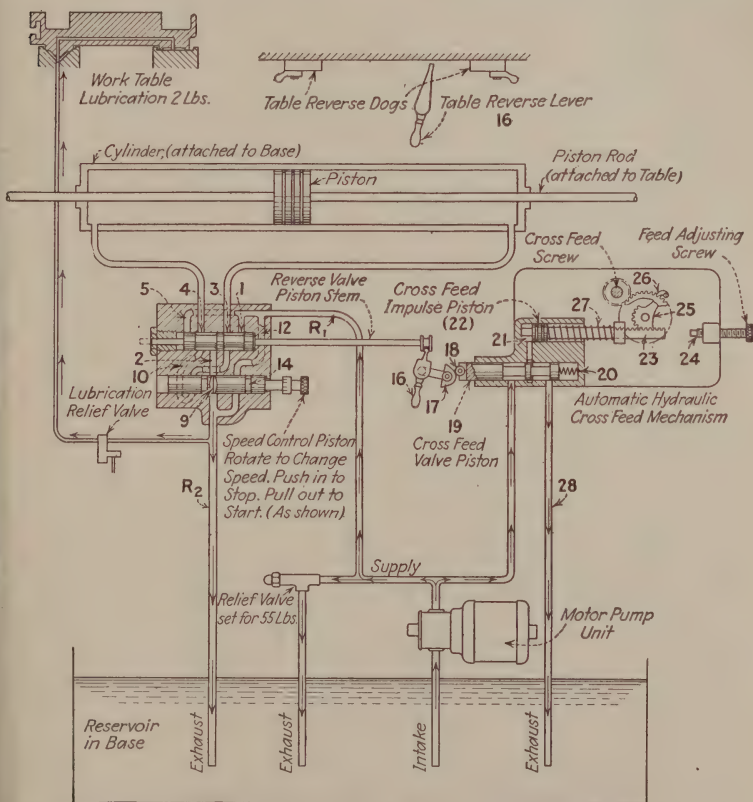 Work Table
Lubrication 2 Lbs.
Table Reverse Dogs
Table Reverse Lever
16
Cylinder, (attached to Base)
Piston
Piston Rod
(attached to Table)
Cross Feed
Screw
Feed Adjusting
Screw
Reverse Valve
Piston Stem
Cross Feed
Impulse Piston
(22)
5
4
3
1
12
R1
26
27
25
21
23
24
2
10
14
9
18
16
17
19
20
Cross Feed
Valve Piston
Automatic Hydraulic
Cross Feed Mechanism
Lubrication
Relief Valve
Speed Control Piston
Rotate to Change
Speed. Push in to
Stop. Pull out to
Start. (As shown)
R2
28
Supply
Relief Valve
set for 55 Lbs.
Motor Pump
Unit
Reservoir
in Base
Exhaust
Exhaust
Intake
Exhaust